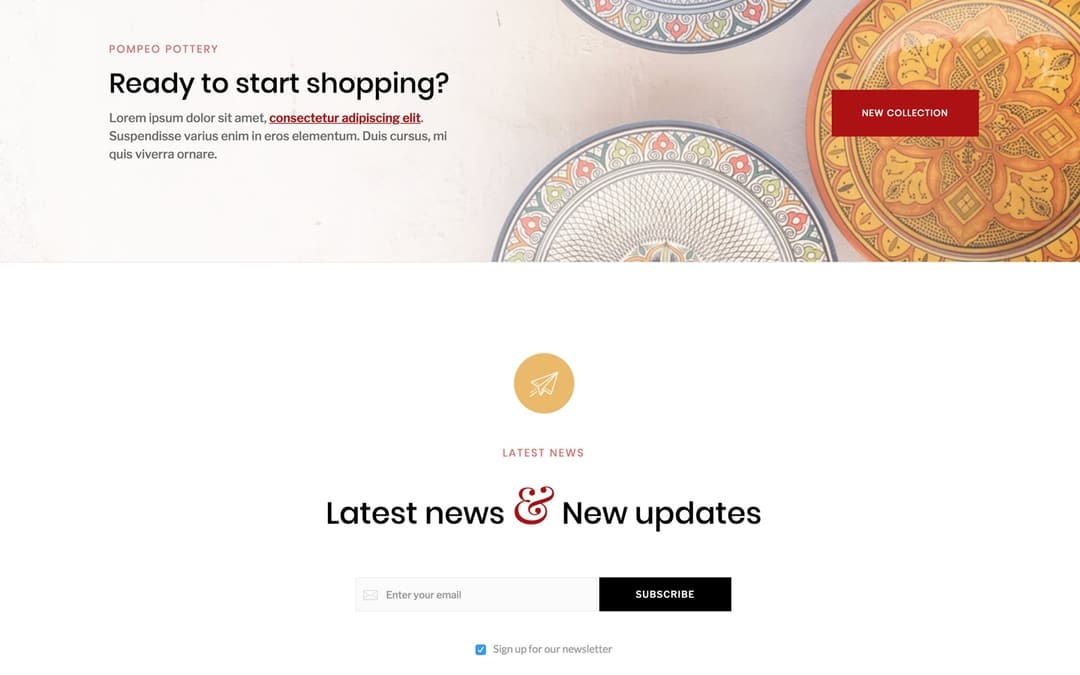 POMPEO POTTERY
Ready to start shopping?
Lorem ipsum dolor sit amet, consectetur adipiscing elit.
Suspendisse varius enim in eros elementum. Duis cursus, mi
quis viverra ornare.
NEW COLLECTION
LATEST NEWS
Latest news & New updates
Enter your email
SUBSCRIBE
Sign up for our newsletter